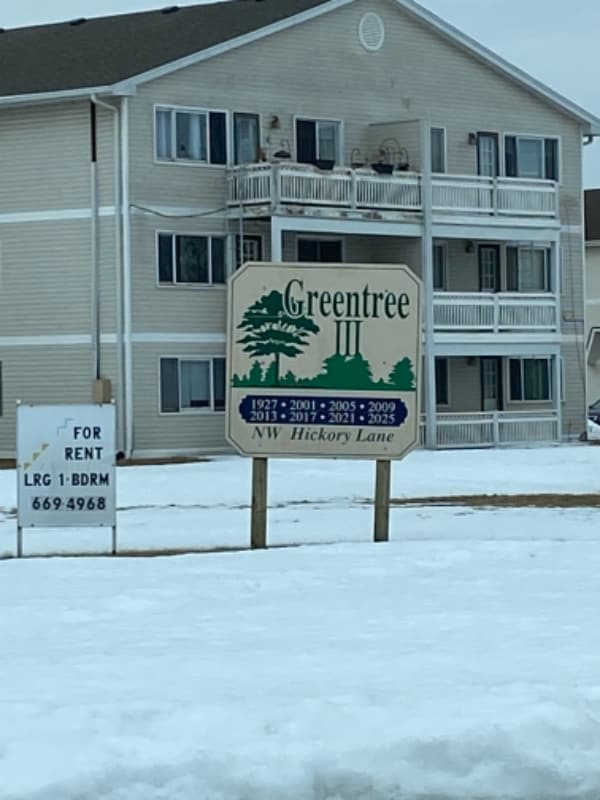 Greentree
III
1927 • 2001 • 2005 • 2009
2013 • 2017 • 2021 • 2025
NW Hickory Lane
FOR
RENT
LRG 1-BDRM
669-4968